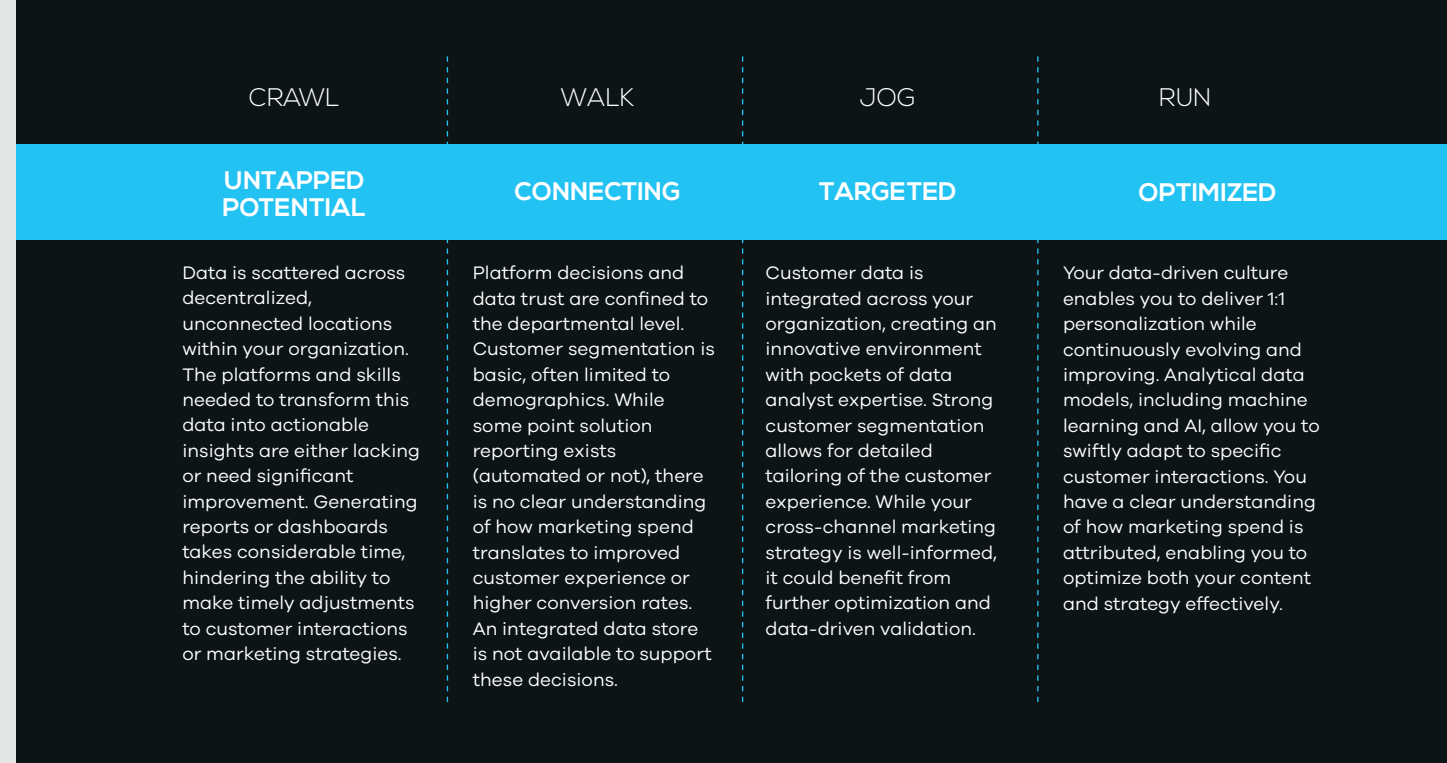 CRAWL
WALK
JOG
RUN
UNTAPPED
POTENTIAL
CONNECTING
TARGETED
OPTIMIZED
Data is scattered across
decentralized,
unconnected locations
within your organization.
The platforms and skills
needed to transform this
data into actionable
insights are either lacking
or need significant
improvement. Generating
reports or dashboards
takes considerable time,
hindering the ability to
make timely adjustments
to customer interactions
or marketing strategies.
Platform decisions and
data trust are confined to
the departmental level.
Customer segmentation is
basic, often limited to
demographics. While
some point solution
reporting exists
(automated or not), there
is no clear understanding
of how marketing spend
translates to improved
customer experience or
higher conversion rates.
An integrated data store
is not available to support
these decisions.
Customer data is
integrated across your
organization, creating an
innovative environment
with pockets of data
analyst expertise. Strong
customer segmentation
allows for detailed
tailoring of the customer
experience. While your
cross-channel marketing
strategy is well-informed,
it could benefit from
further optimization and
data-driven validation.
Your data-driven culture
enables you to deliver 1:1
personalization while
continuously evolving and
improving. Analytical data
models, including machine
learning and AI, allow you to
swiftly adapt to specific
customer interactions. You
have a clear understanding
of how marketing spend is
attributed, enabling you to
optimize both your content
and strategy effectively.